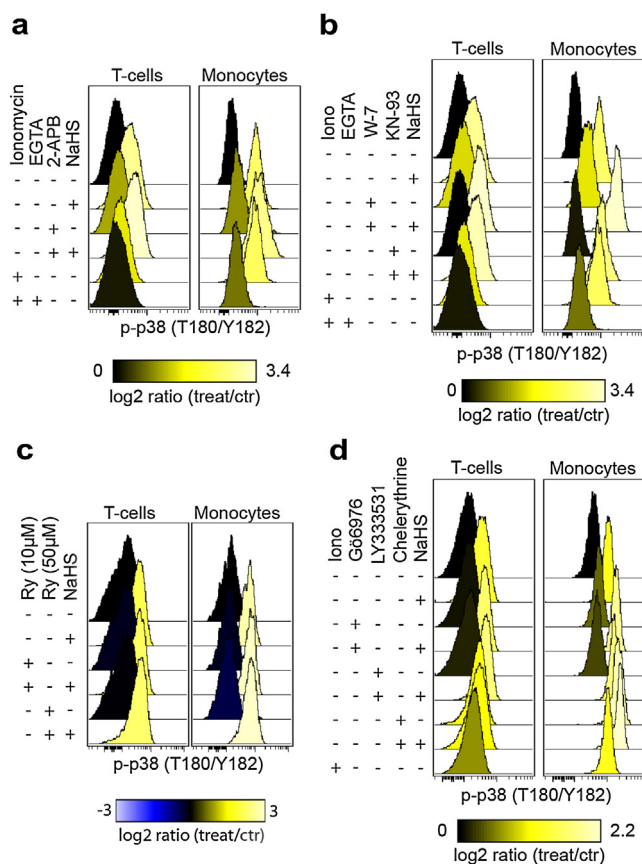 a
T-cells
Monocytes
Ionomycin
EGTA
2-APB
NaHS
- - - -
- - - +
- - + -
- - + +
+ - - -
+ + - -
p-p38 (T180/Y182)
0 3.4
log2 ratio (treat/ctr)
b
T-cells
Monocytes
Iono
EGTA
W-7
KN-93
NaHS
- - - - -
- - - - +
- - + - -
- - + - +
- - - + -
- - - + +
+ - - - -
+ + - - -
p-p38 (T180/Y182)
0 3.4
log2 ratio (treat/ctr)
c
T-cells
Monocytes
Ry (10µM)
Ry (50µM)
NaHS
- - -
- - +
+ - -
+ - +
- + -
- + +
p-p38 (T180/Y182)
-3 3
log2 ratio (treat/ctr)
d
T-cells
Monocytes
Iono
Gö6976
LY333531
Chelerythrine
NaHS
- - - - -
- - - - +
- + - - -
- + - - +
- - + - -
- - + - +
- - - + -
- - - + +
+ - - - -
p-p38 (T180/Y182)
0 2.2
log2 ratio (treat/ctr)